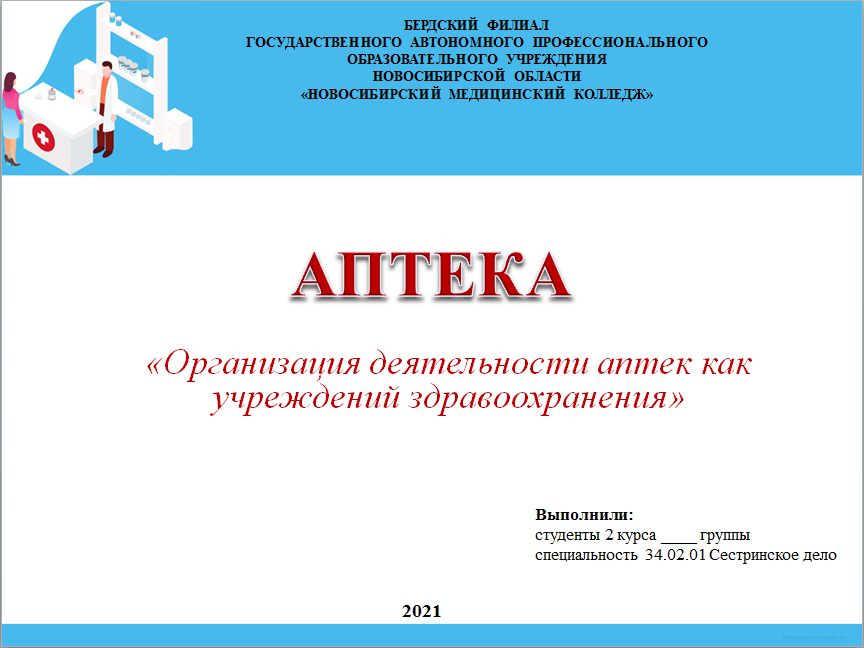 БЕРДСКИЙ ФИЛИАЛ
ГОСУДАРСТВЕННОГО АВТОНОМНОГО ПРОФЕССИОНАЛЬНОГО
ОБРАЗОВАТЕЛЬНОГО УЧРЕЖДЕНИЯ
НОВОСИБИРСКОЙ ОБЛАСТИ
«НОВОСИБИРСКИЙ МЕДИЦИНСКИЙ КОЛЛЕДЖ»
АПТЕКА
«Организация деятельности аптек как
учреждений здравоохранения»
Выполнили:
студенты 2 курса ____ группы
специальность 34.02.01 Сестринское дело
2021